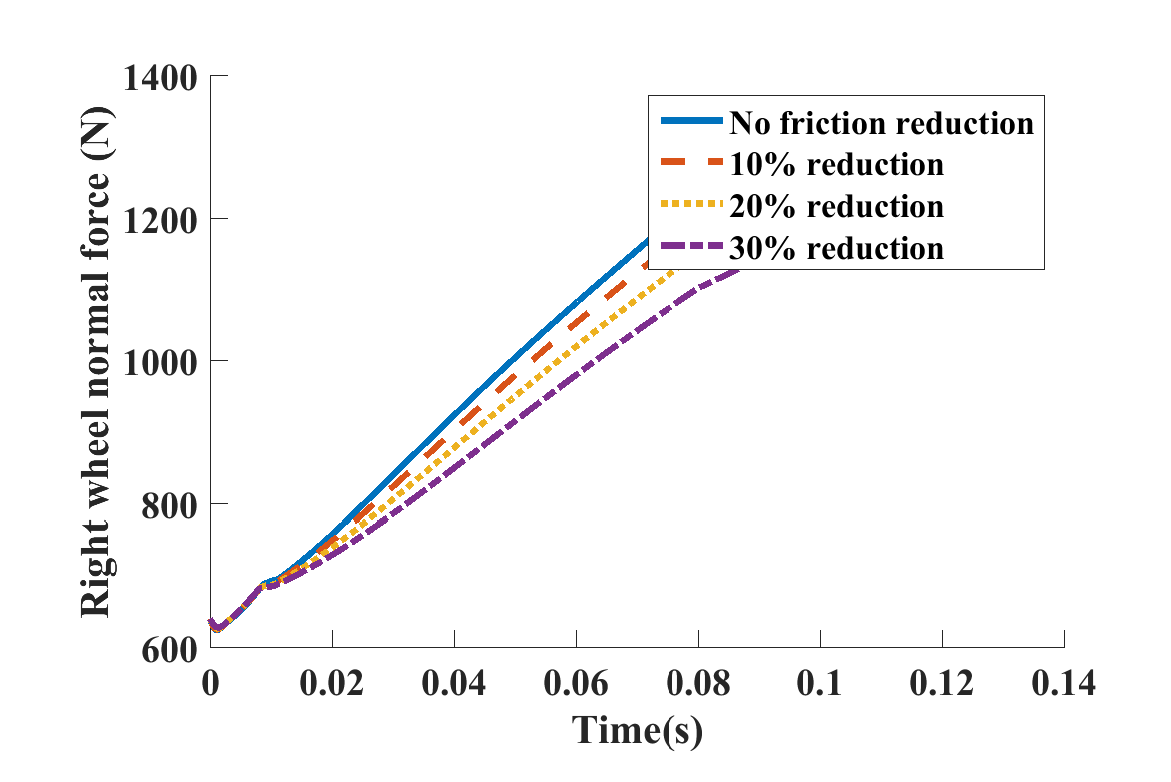 Right wheel normal force (N)
1400
1200
1000
800
600
No friction reduction
10% reduction
20% reduction
30% reduction
0 0.02 0.04 0.06 0.08 0.1 0.12 0.14
Time(s)